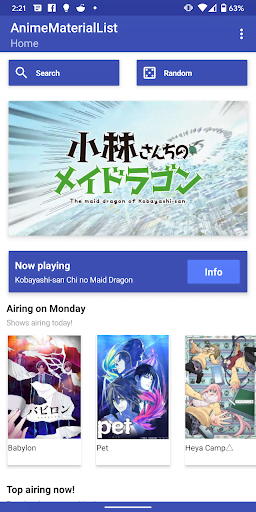 2:21
AnimeMaterialList
Home
Search
Random
小林さんちの
メイドラゴン
The maid dragon of Kobayashi-san
Now playing
Kobayashi-san Chi no Maid Dragon
Info
Airing on Monday
Shows airing today!
バビロン
pet
Babylon
Pet
Heya Camp△
Top airing now!